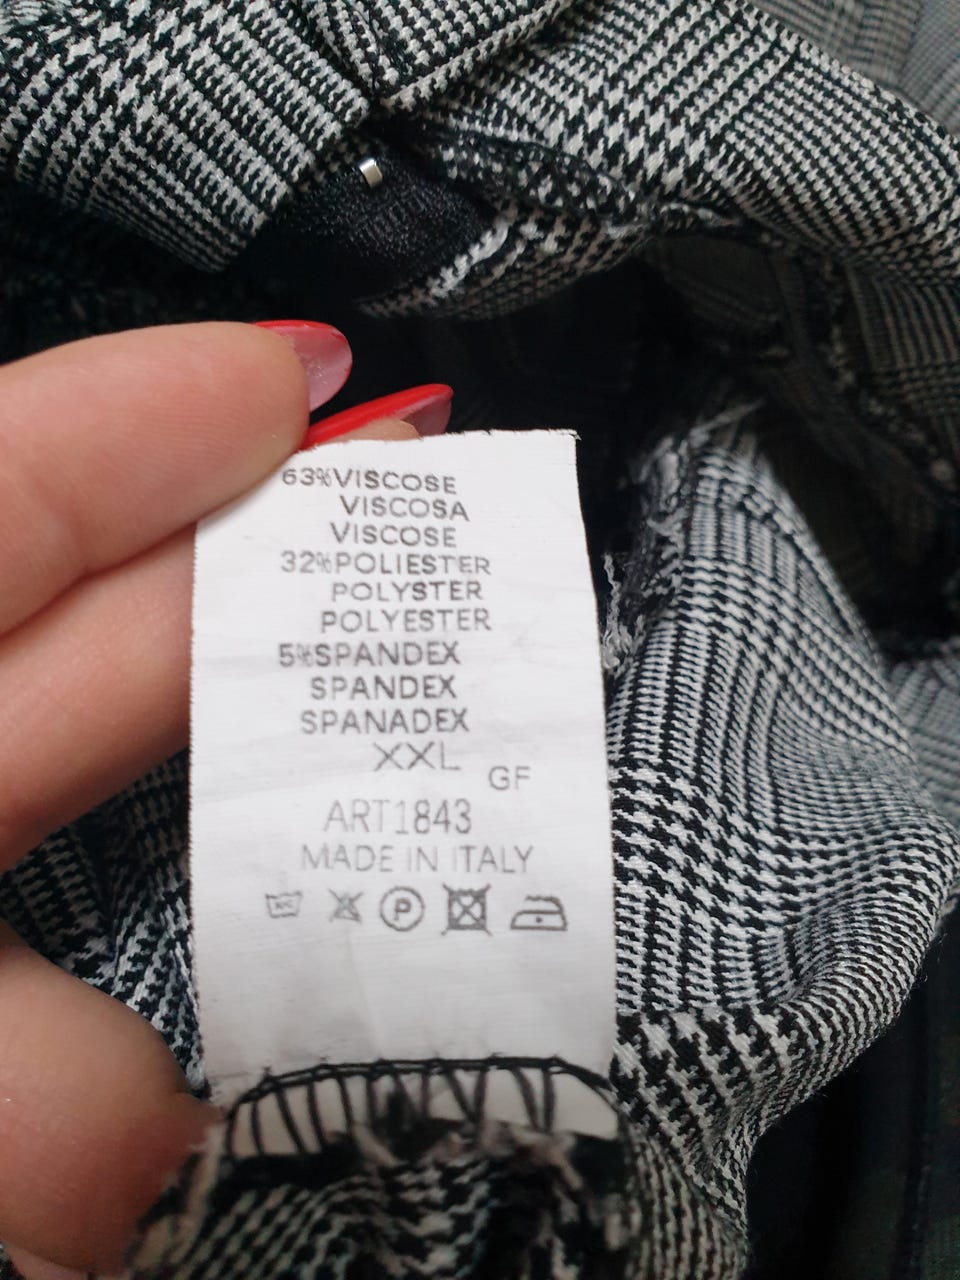 63%VISCOSE
VISCOSA
VISCOSE
32%POLIESTER
POLYSTER
POLYESTER
5%SPANDEX
SPANDEX
SPANADEX
XXL
GF
ART1843
MADE IN ITALY
P